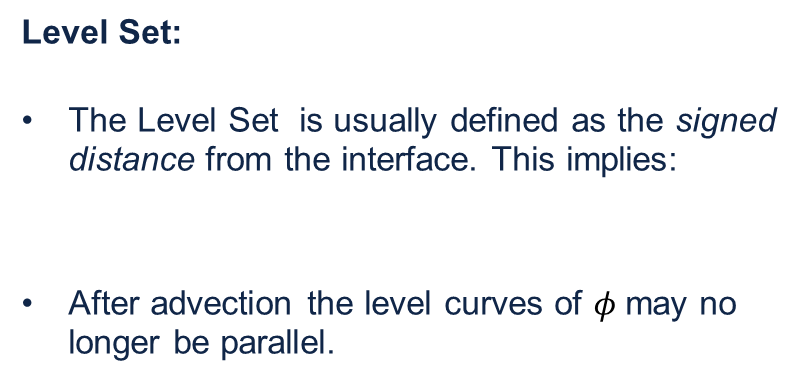 Level Set:
• The Level Set is usually defined as the signed
distance from the interface. This implies:
• After advection the level curves of ϕ may no
longer be parallel.